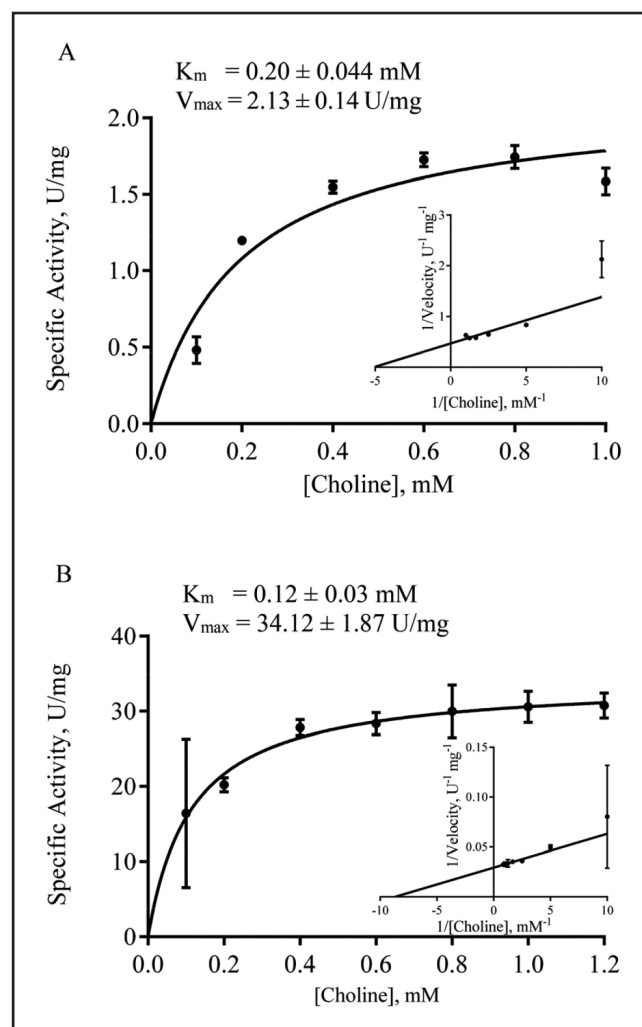 A
Km = 0.20 ± 0.044 mM
Vmax = 2.13 ± 0.14 U/mg
Specific Activity, U/mg
2.0
1.5
1.0
0.5
0.0
0.0 0.2 0.4 0.6 0.8 1.0
[Choline], mM
1/Velocity, U⁻¹ mg⁻¹
3
2
1
-5 0 5 10
1/[Choline], mM⁻¹
B
Km = 0.12 ± 0.03 mM
Vmax = 34.12 ± 1.87 U/mg
Specific Activity, U/mg
40
30
20
10
0
0.0 0.2 0.4 0.6 0.8 1.0 1.2
[Choline], mM
1/Velocity, U⁻¹ mg⁻¹
0.15
0.10
0.05
-10 -5 0 5 10
1/[Choline], mM⁻¹